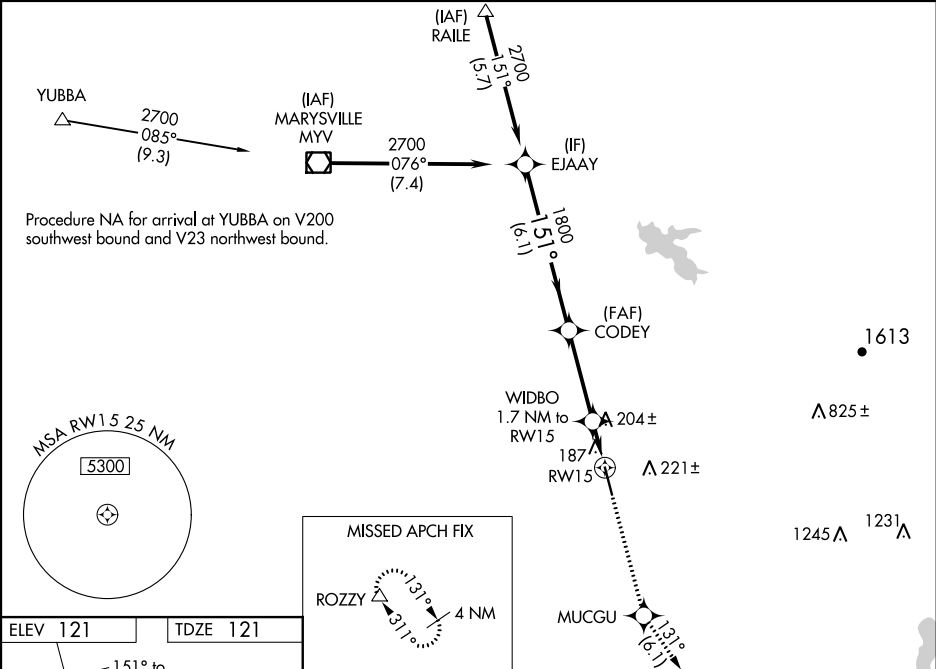 (IAF)
RAILE
2700
151°
(5.7)
YUBBA
2700
085°
(9.3)
(IAF)
MARYSVILLE
MYV
2700
076°
(7.4)
(IF)
EJAAY
Procedure NA for arrival at YUBBA on V200
southwest bound and V23 northwest bound.
1800
151°
(6.1)
(FAF)
CODEY
1613
WIDBO
1.7 NM to
RW15
204±
825±
187
RW15
221±
MSA RW15 25 NM
5300
1245
1231
MISSED APCH FIX
ROZZY
131°
311°
4 NM
MUCGU
131°
(6.1)
ELEV 121
TDZE 121
151° to